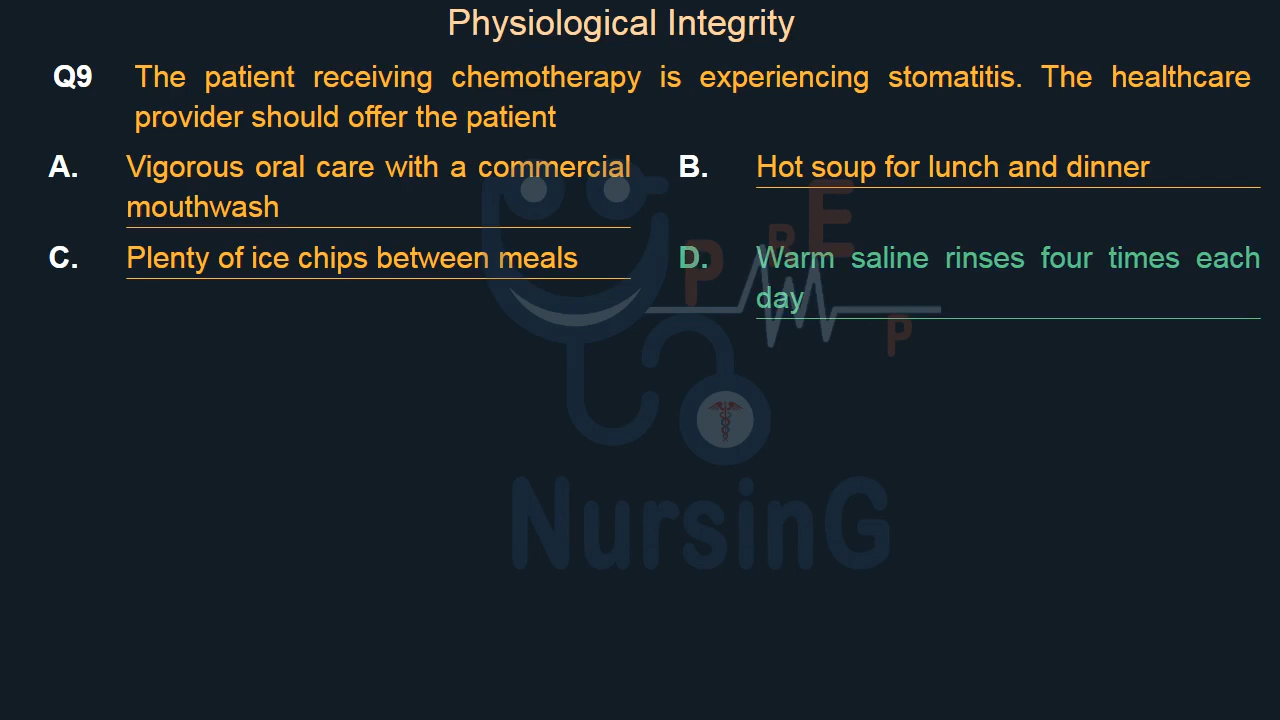 Physiological Integrity
Q9 The patient receiving chemotherapy is experiencing stomatitis. The healthcare
provider should offer the patient
A. Vigorous oral care with a commercial
mouthwash
B. Hot soup for lunch and dinner
C. Plenty of ice chips between meals
D. Warm saline rinses four times each
day
PREP
NursinG